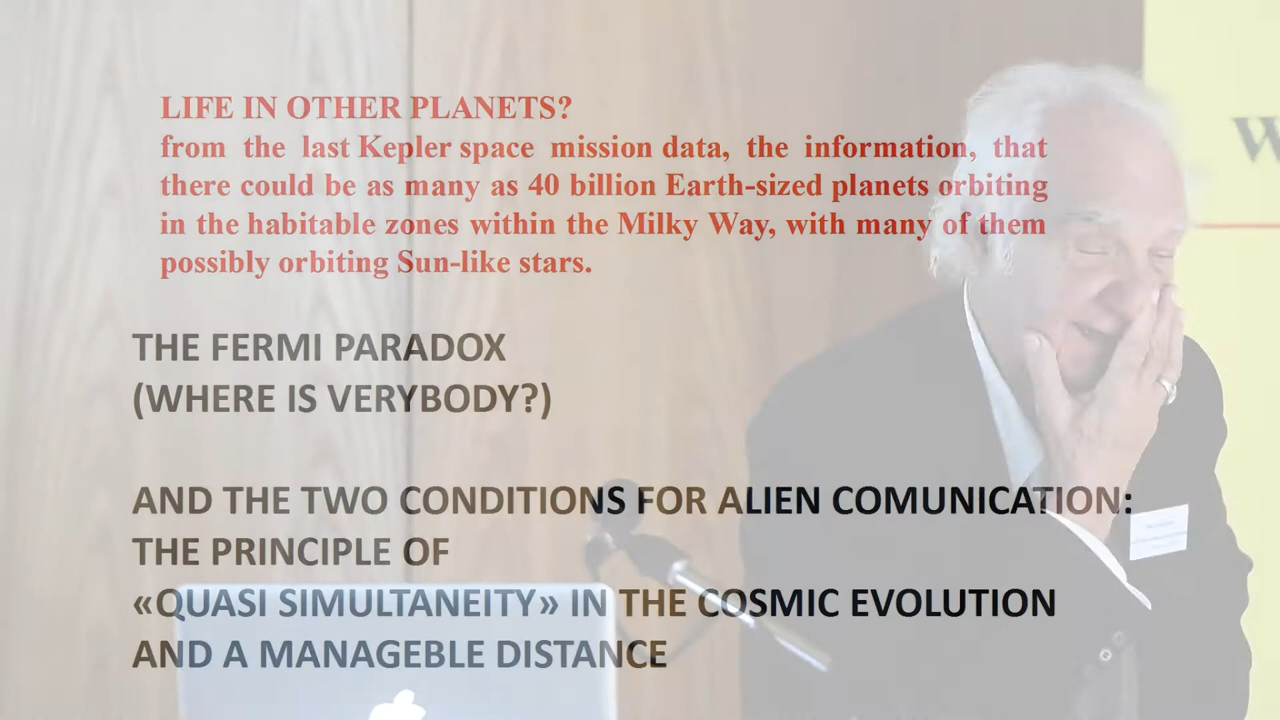 LIFE IN OTHER PLANETS?
from the last Kepler space mission data, the information, that
there could be as many as 40 billion Earth-sized planets orbiting
in the habitable zones within the Milky Way, with many of them
possibly orbiting Sun-like stars.
THE FERMI PARADOX
(WHERE IS VERYBODY?)
AND THE TWO CONDITIONS FOR ALIEN COMUNICATION:
THE PRINCIPLE OF
«QUASI SIMULTANEITY» IN THE COSMIC EVOLUTION
AND A MANAGEBLE DISTANCE